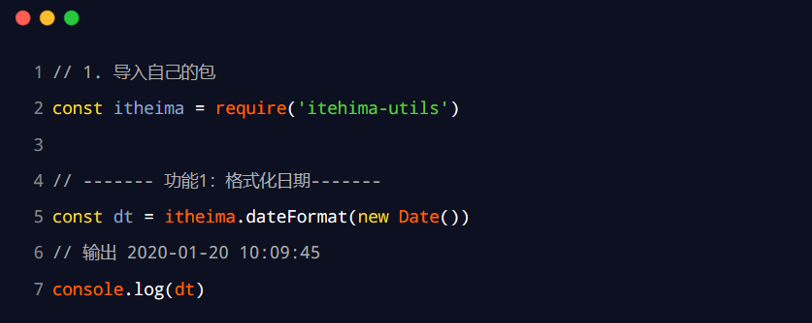 1 // 1. 导入自己的包
2 const itheima = require('itehima-utils')
3
4 // ------- 功能1：格式化日期-------
5 const dt = itheima.dateFormat(new Date())
6 // 输出 2020-01-20 10:09:45
7 console.log(dt)